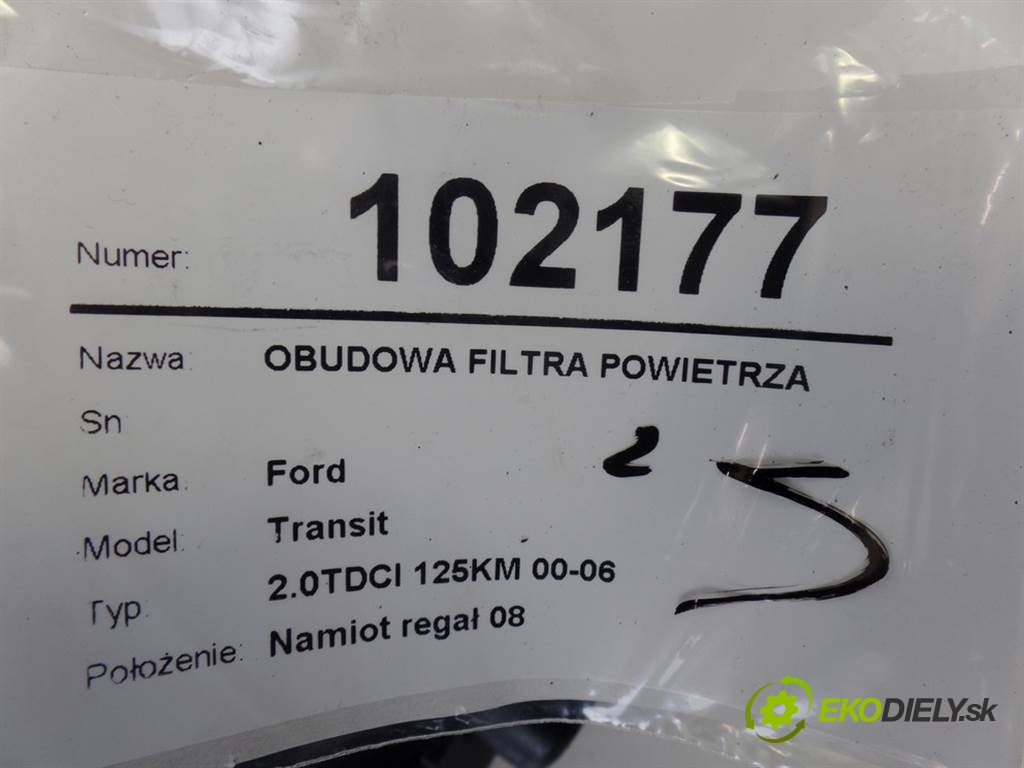 Numer: 102177
Nazwa: OBUDOWA FILTRA POWIETRZA
Sn
Marka: Ford
Model: Transit
Typ: 2.0TDCI 125KM 00-06
Położenie: Namiot regał 08
EKODIELY.sk